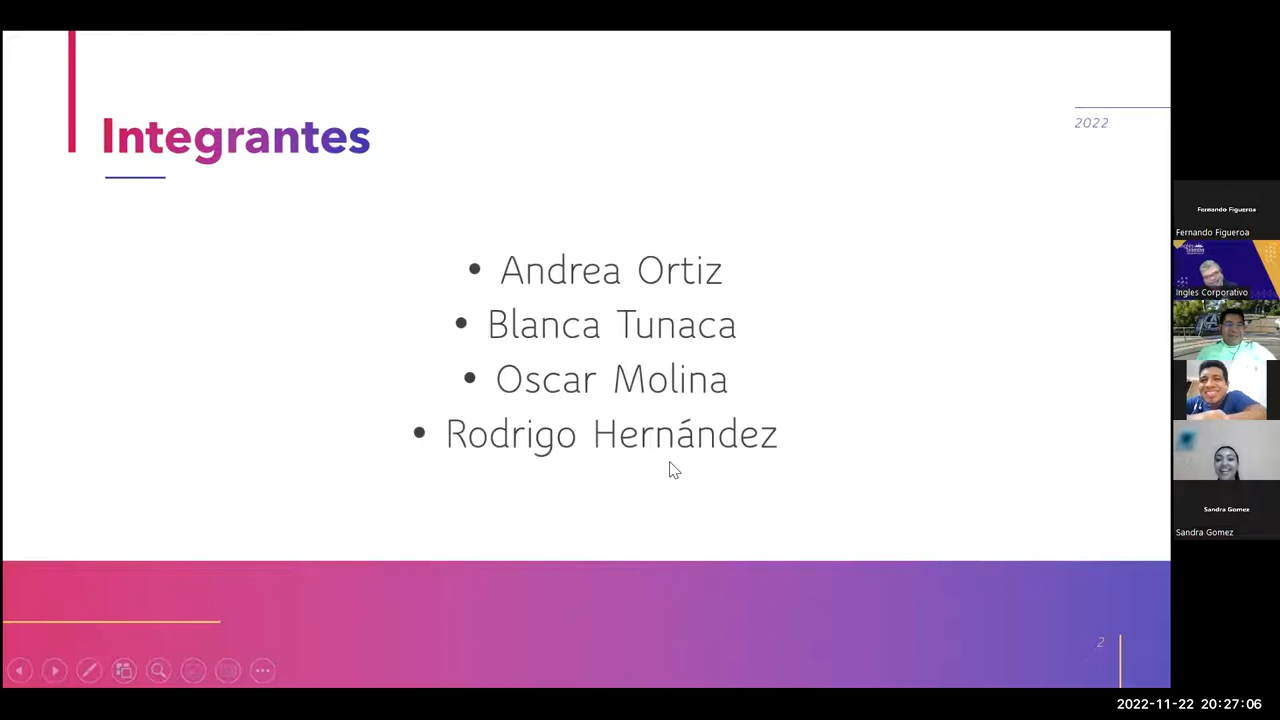 Integrantes
2022
• Andrea Ortiz
• Blanca Tunaca
• Oscar Molina
• Rodrigo Hernández
2
Fernando Figueroa
Fernando Figueroa
Ingles Corporativo
Sandra Gomez
Sandra Gomez
2022-11-22 20:27:06